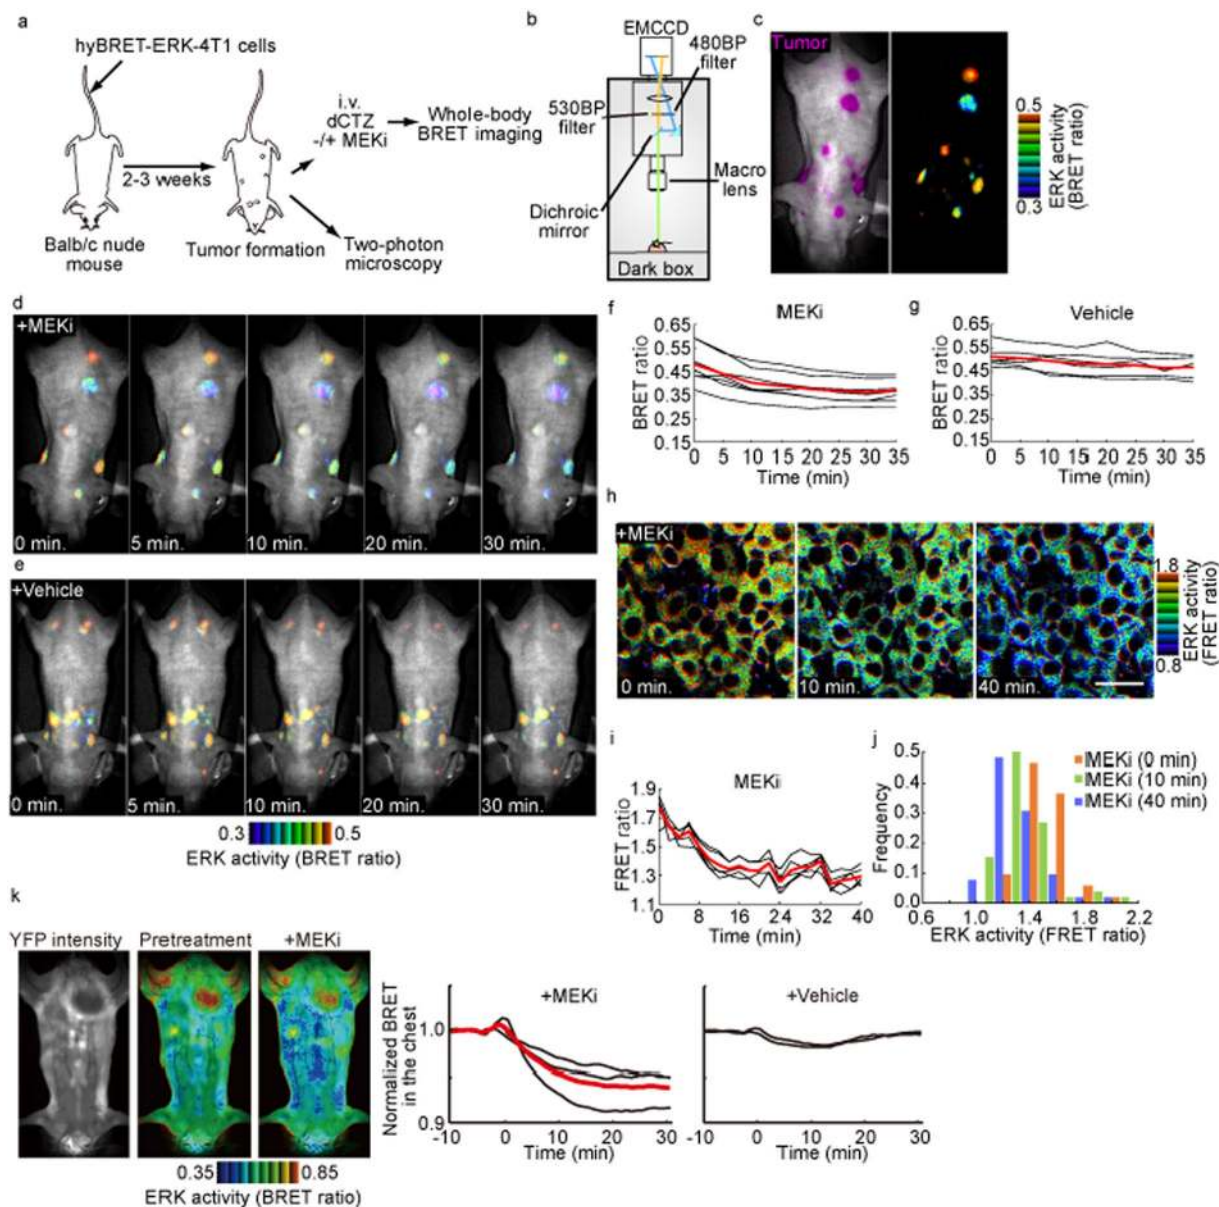 a
hyBRET-ERK-4T1 cells
2-3 weeks
Balb/c nude
mouse
Tumor formation
i.v.
dCTZ
-/+ MEKi
Whole-body
BRET imaging
Two-photon
microscopy
b
EMCCD
480BP
filter
530BP
filter
Macro
lens
Dichroic
mirror
Dark box
c
Tumor
0.5
0.3
ERK activity
(BRET ratio)
d
+MEKi
0 min.
5 min.
10 min.
20 min.
30 min.
e
+Vehicle
0 min.
5 min.
10 min.
20 min.
30 min.
0.3
0.5
ERK activity (BRET ratio)
f
MEKi
BRET ratio
0.65
0.55
0.45
0.35
0.25
0.15
0 5 10 15 20 25 30 35
Time (min)
g
Vehicle
BRET ratio
0.65
0.55
0.45
0.35
0.25
0.15
0 5 10 15 20 25 30 35
Time (min)
h
+MEKi
0 min.
10 min.
40 min.
1.8
0.8
ERK activity
(FRET ratio)
i
MEKi
FRET ratio
1.9
1.7
1.5
1.3
1.1
0 8 16 24 32 40
Time (min)
j
Frequency
0.5
0.4
0.3
0.2
0.1
0.0
MEKi (0 min)
MEKi (10 min)
MEKi (40 min)
0.6 1.0 1.4 1.8 2.2
ERK activity (FRET ratio)
k
YFP intensity
Pretreatment
+MEKi
0.35
0.85
ERK activity (BRET ratio)
Normalized BRET
in the chest
+MEKi
1.0
0.9
-10 0 10 20 30
Time (min)
+Vehicle
-10 0 10 20 30
Time (min)